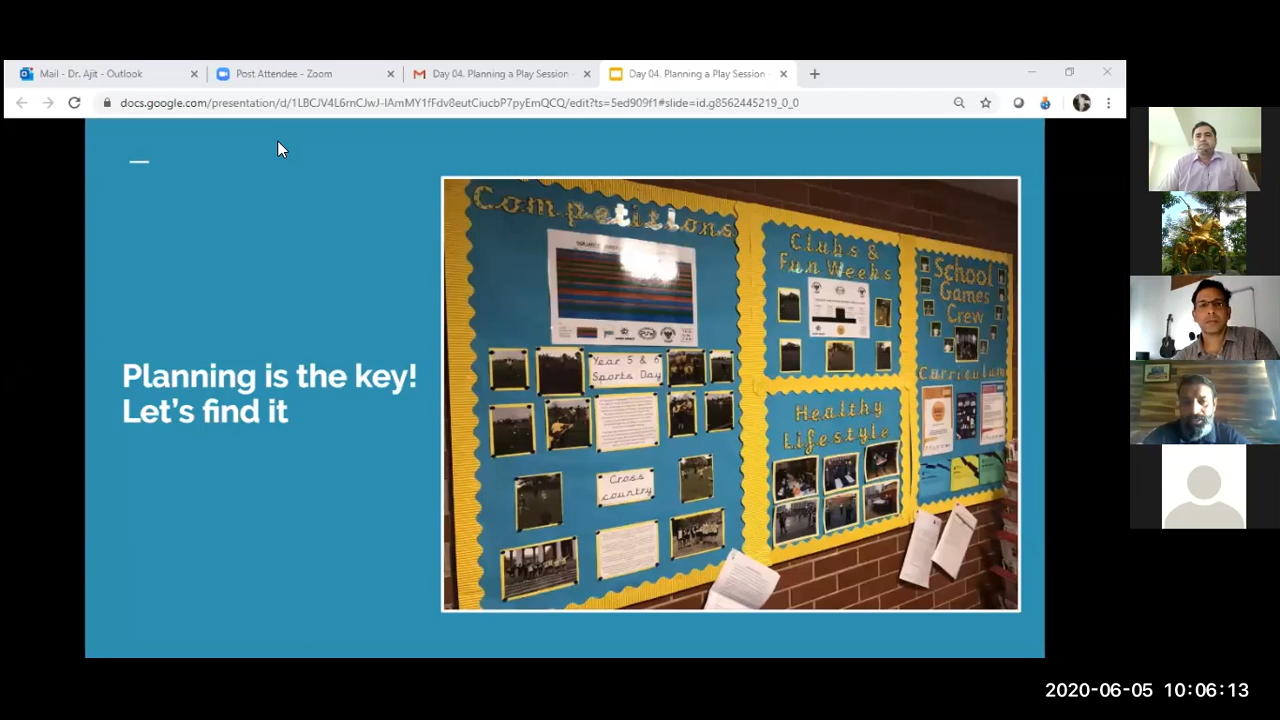 Mail - Dr. Ajit - Outlook
Post Attendee - Zoom
Day 04. Planning a Play Session -
Day 04. Planning a Play Session -
docs.google.com/presentation/d/1LBCJV4L6rnCJwJ-IAmMY1fFdv8eutCiucbP7pyEmQCQ/edit?ts=5ed909f1#slide=id.g8562445219_0_0
Planning is the key!
Let's find it
Competitions
Year 5 & 6
Sports Day
Cross
country
Clubs &
Fun Weeks
Healthy
Lifestyle
School
Games
Crew
Curriculum
2020-06-05 10:06:13